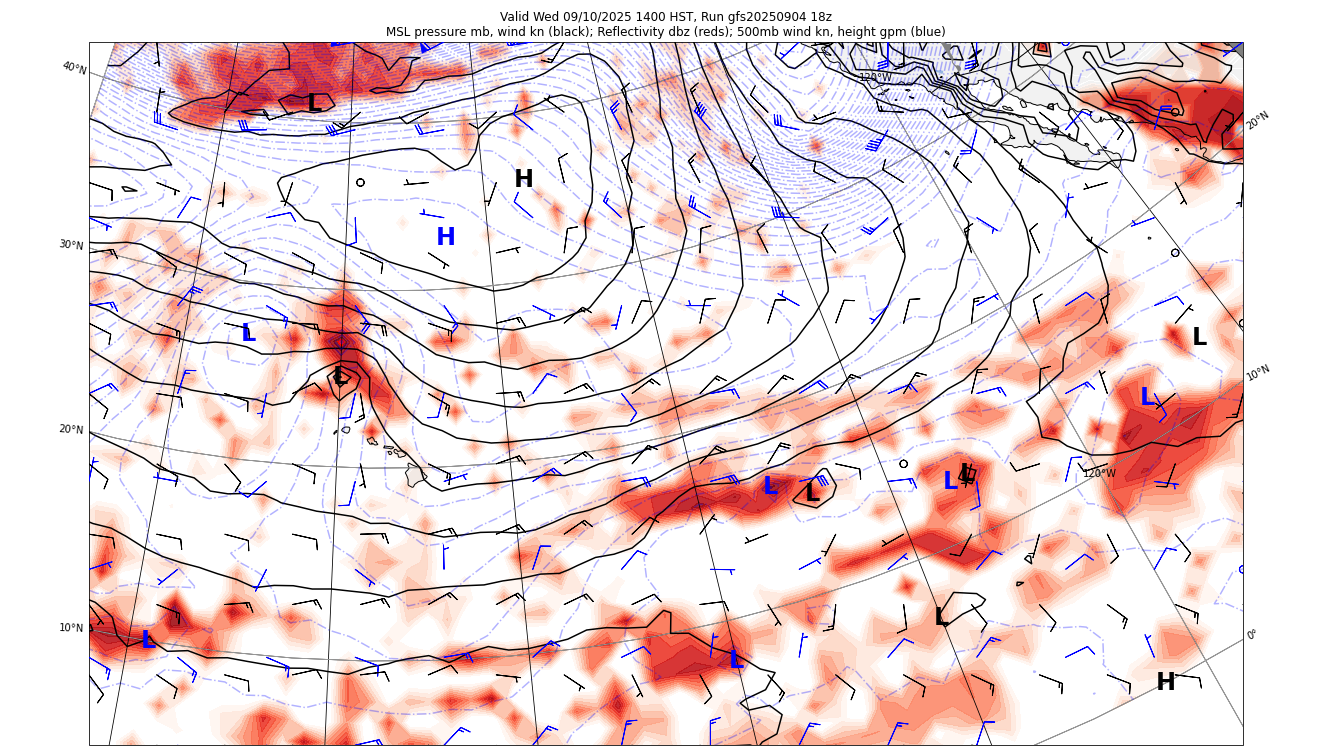 Valid Wed 09/10/2025 1400 HST, Run gfs20250904 18z
MSL pressure mb, wind kn (black); Reflectivity dbz (reds); 500mb wind kn, height gpm (blue)
40°N
120°W
L
20°N
H
H
30°N
L
L
L
10°N
L
20°N
L
L
L
L
120°W
10°N
L
L
L
0°
H